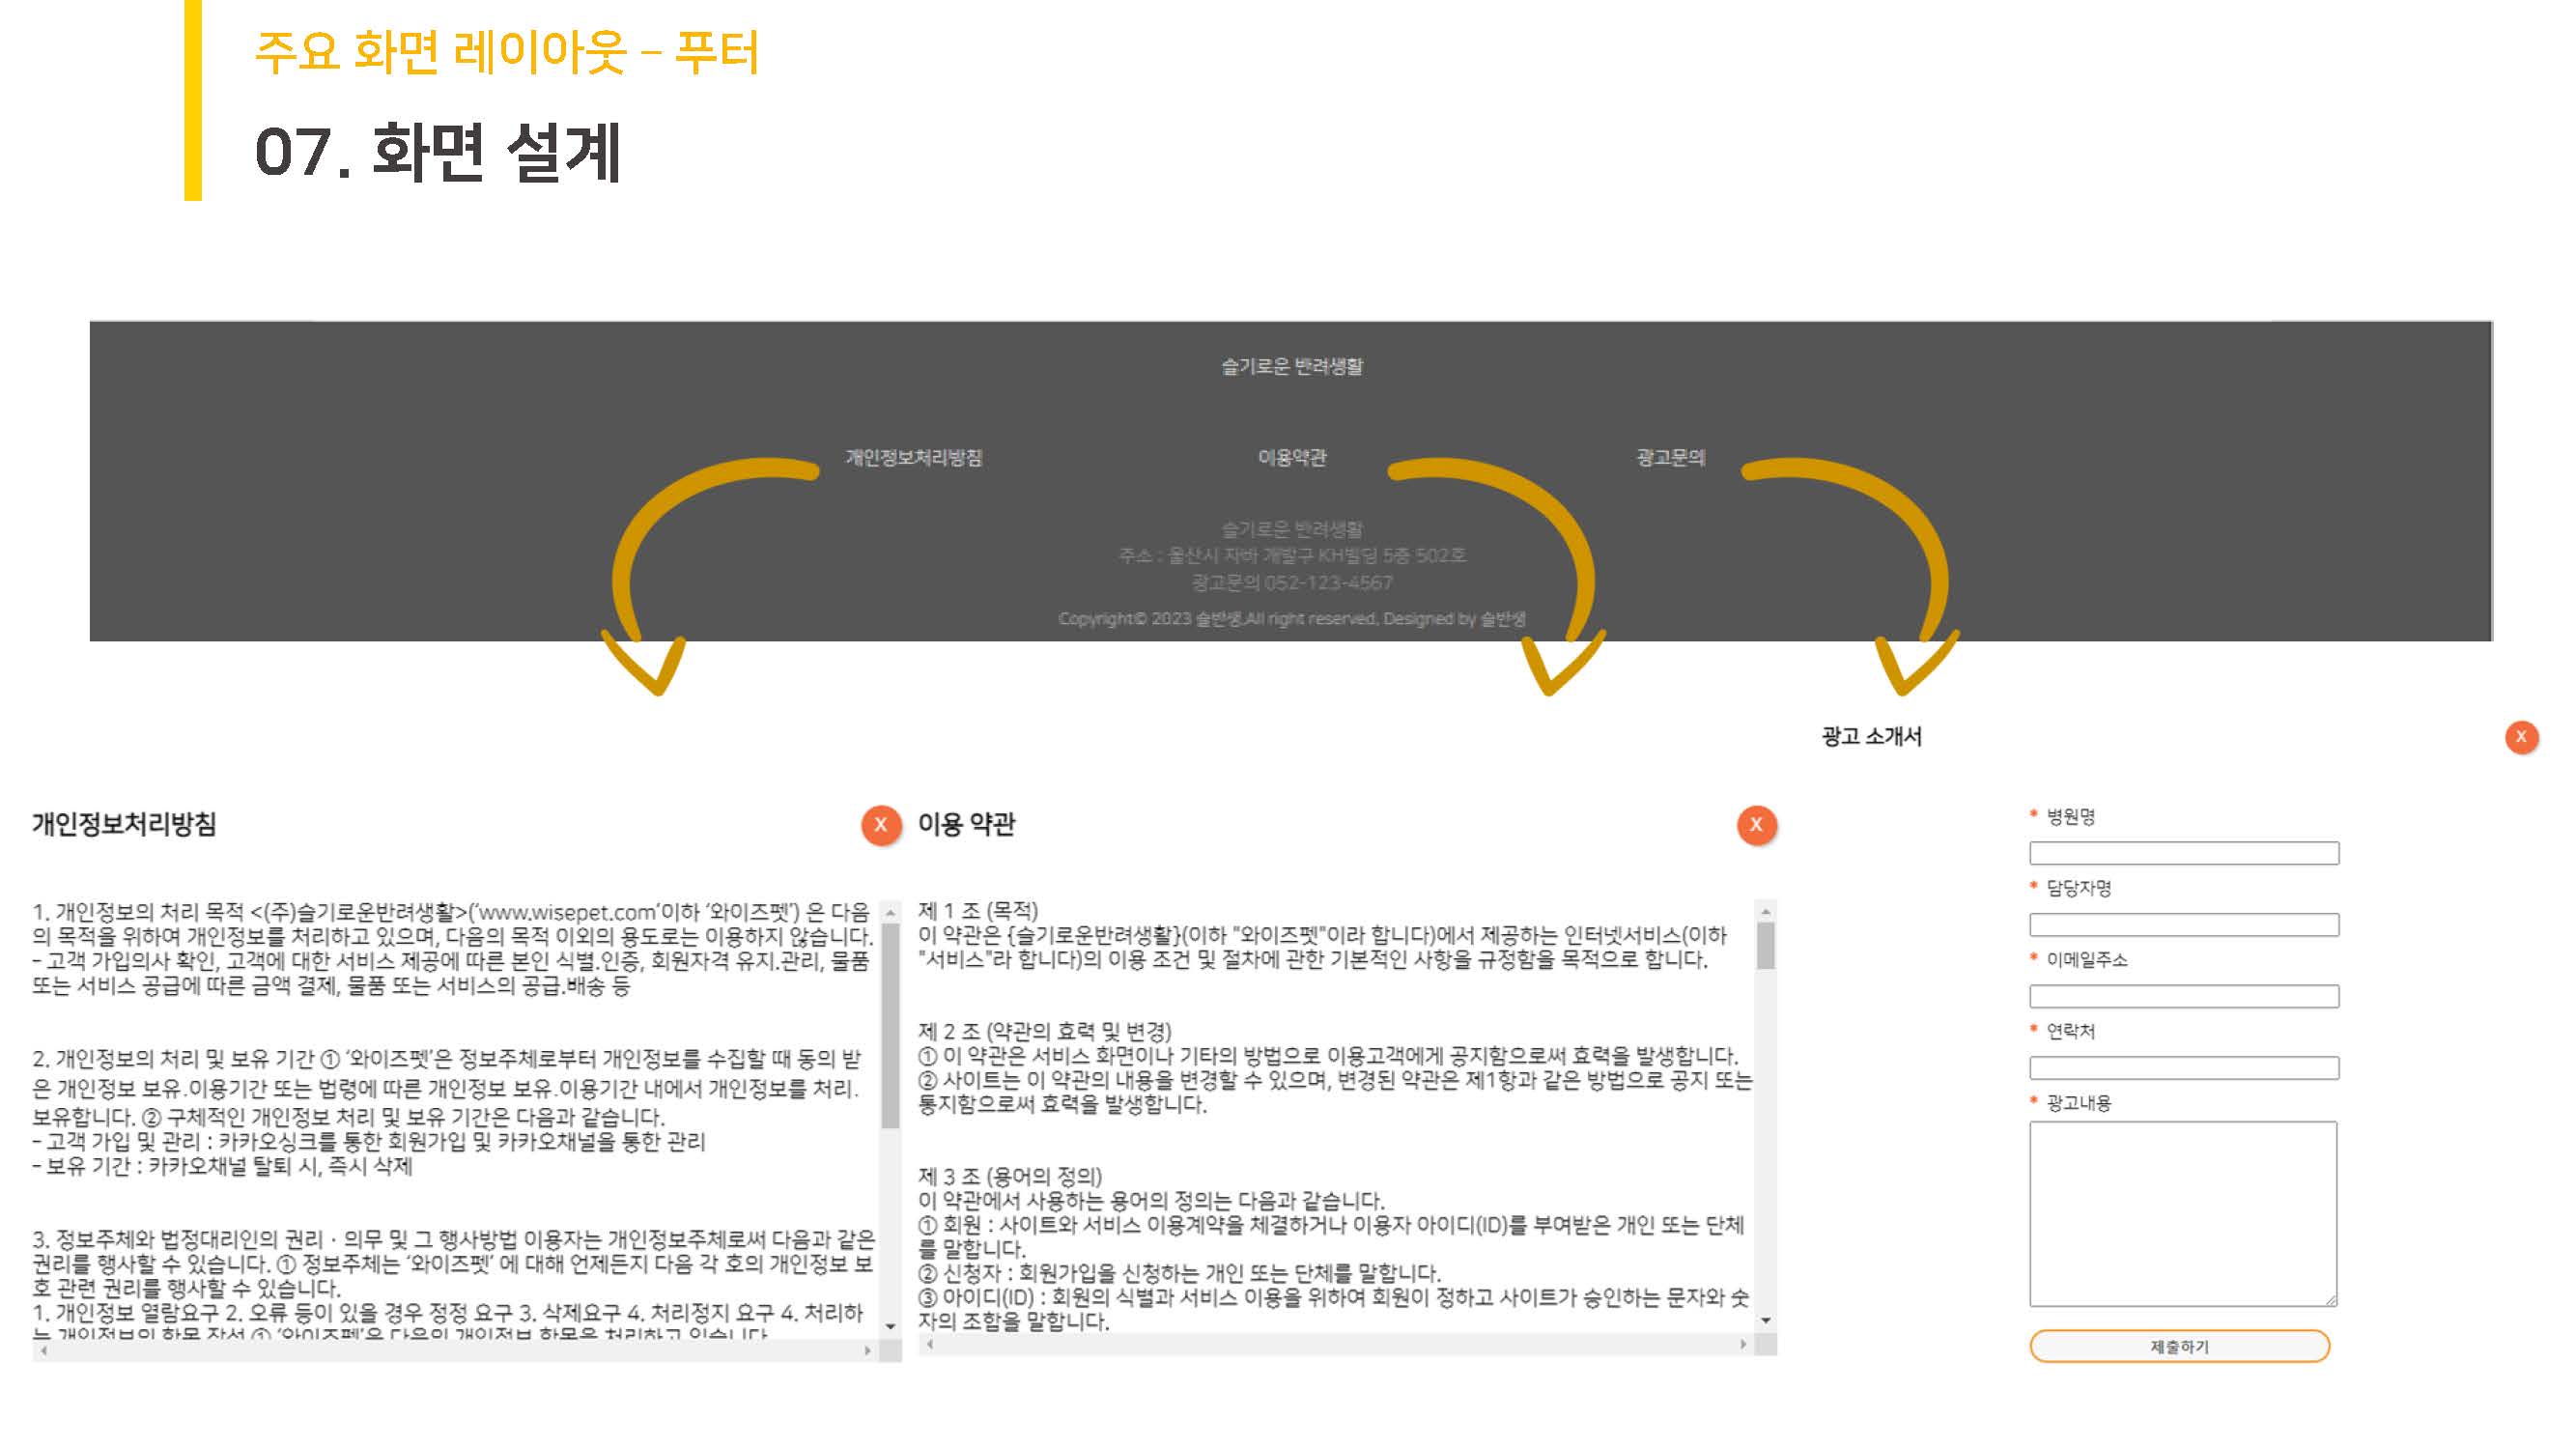 주요 화면 레이아웃 – 푸터
07. 화면 설계
슬기로운 반려생활
개인정보처리방침
이용약관
광고문의
슬기로운 반려생활
주소 : 울산시 자바 개발구 KH빌딩 5층 502호
광고문의 052-123-4567
Copyright© 2023 슬반생.All right reserved. Designed by 슬반생
개인정보처리방침
X
1. 개인정보의 처리 목적 <(주)슬기로운반려생활>('www.wisepet.com'이하 '와이즈펫') 은 다음
의 목적을 위하여 개인정보를 처리하고 있으며, 다음의 목적 이외의 용도로는 이용하지 않습니다.
- 고객 가입의사 확인, 고객에 대한 서비스 제공에 따른 본인 식별.인증, 회원자격 유지.관리, 물품
또는 서비스 공급에 따른 금액 결제, 물품 또는 서비스의 공급.배송 등
2. 개인정보의 처리 및 보유 기간 ① '와이즈펫'은 정보주체로부터 개인정보를 수집할 때 동의 받
은 개인정보 보유.이용기간 또는 법령에 따른 개인정보 보유.이용기간 내에서 개인정보를 처리.
보유합니다. ② 구체적인 개인정보 처리 및 보유 기간은 다음과 같습니다.
- 고객 가입 및 관리 : 카카오싱크를 통한 회원가입 및 카카오채널을 통한 관리
- 보유 기간 : 카카오채널 탈퇴 시, 즉시 삭제
3. 정보주체와 법정대리인의 권리 · 의무 및 그 행사방법 이용자는 개인정보주체로써 다음과 같은
권리를 행사할 수 있습니다. ① 정보주체는 '와이즈펫' 에 대해 언제든지 다음 각 호의 개인정보 보
호 관련 권리를 행사할 수 있습니다.
1. 개인정보 열람요구 2. 오류 등이 있을 경우 정정 요구 3. 삭제요구 4. 처리정지 요구 4. 처리하
는 개인정보의 항목 작성 ① '와이즈펫'은 다음의 개인정보 항목을 처리하고 있습니다
이용 약관
X
제 1 조 (목적)
이 약관은 {슬기로운반려생활}(이하 "와이즈펫"이라 합니다)에서 제공하는 인터넷서비스(이하
"서비스"라 합니다)의 이용 조건 및 절차에 관한 기본적인 사항을 규정함을 목적으로 합니다.
제 2 조 (약관의 효력 및 변경)
① 이 약관은 서비스 화면이나 기타의 방법으로 이용고객에게 공지함으로써 효력을 발생합니다.
② 사이트는 이 약관의 내용을 변경할 수 있으며, 변경된 약관은 제1항과 같은 방법으로 공지 또는
통지함으로써 효력을 발생합니다.
제 3 조 (용어의 정의)
이 약관에서 사용하는 용어의 정의는 다음과 같습니다.
① 회원 : 사이트와 서비스 이용계약을 체결하거나 이용자 아이디(ID)를 부여받은 개인 또는 단체
를 말합니다.
② 신청자 : 회원가입을 신청하는 개인 또는 단체를 말합니다.
③ 아이디(ID) : 회원의 식별과 서비스 이용을 위하여 회원이 정하고 사이트가 승인하는 문자와 숫
자의 조합을 말합니다.
광고 소개서
X
* 병원명
* 담당자명
* 이메일주소
* 연락처
* 광고내용
제출하기